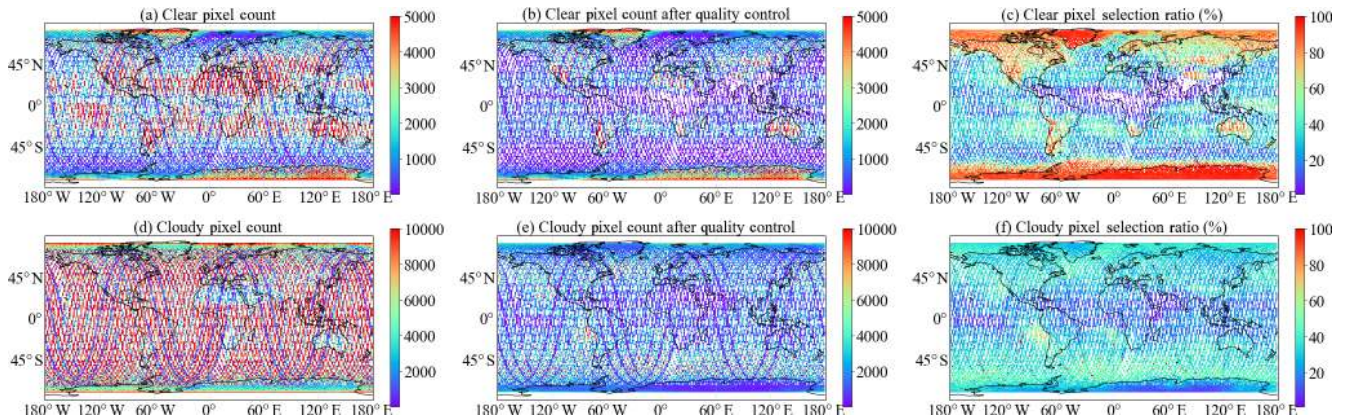 (a) Clear pixel count
(b) Clear pixel count after quality control
(c) Clear pixel selection ratio (%)
45° N
0°
45° S
180° W 120° W 60° W 0° 60° E 120° E 180° E
5000
4000
3000
2000
1000
45° N
0°
45° S
180° W 120° W 60° W 0° 60° E 120° E 180° E
5000
4000
3000
2000
1000
45° N
0°
45° S
180° W 120° W 60° W 0° 60° E 120° E 180° E
100
80
60
40
20
(d) Cloudy pixel count
(e) Cloudy pixel count after quality control
(f) Cloudy pixel selection ratio (%)
45° N
0°
45° S
180° W 120° W 60° W 0° 60° E 120° E 180° E
10000
8000
6000
4000
2000
45° N
0°
45° S
180° W 120° W 60° W 0° 60° E 120° E 180° E
10000
8000
6000
4000
2000
45° N
0°
45° S
180° W 120° W 60° W 0° 60° E 120° E 180° E
100
80
60
40
20